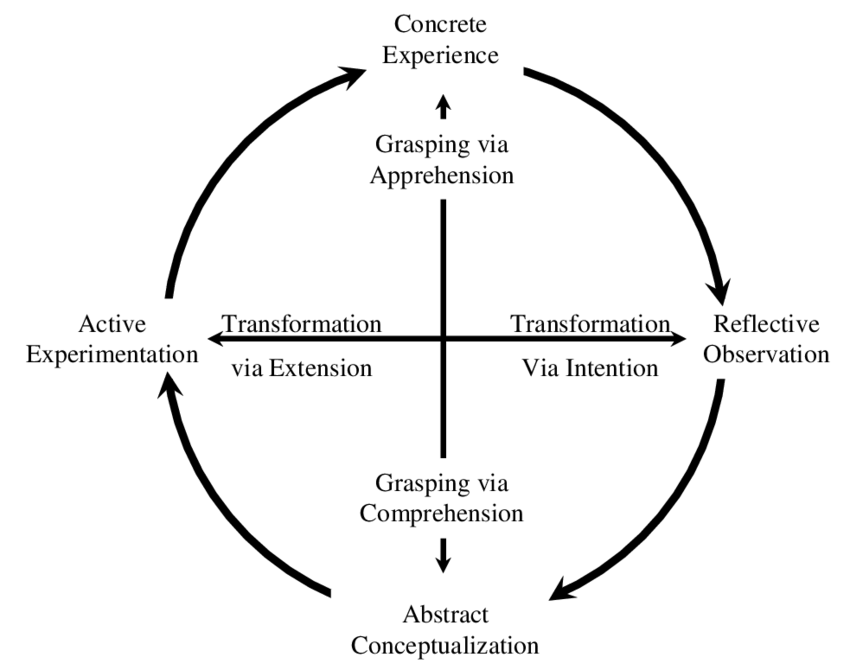 Concrete
Experience
Grasping via
Apprehension
Active
Experimentation
Transformation
via Extension
Transformation
Via Intention
Reflective
Observation
Grasping via
Comprehension
Abstract
Conceptualization